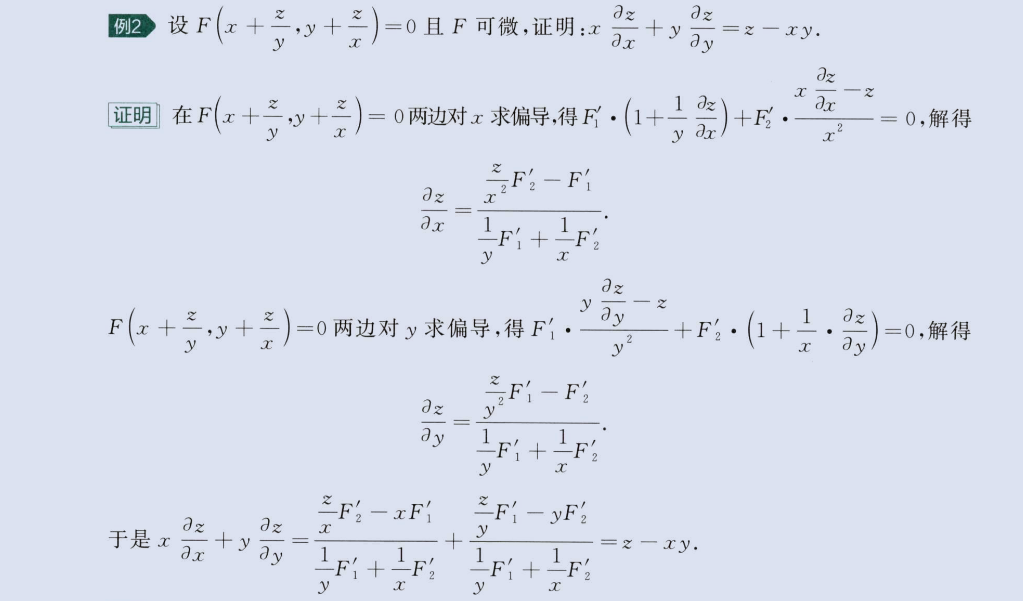 例2 设 F(x + z/y, y + z/x) = 0 且 F 可微,证明: x ∂z/∂x + y ∂z/∂y = z − xy.
证明 在 F(x + z/y, y + z/x) = 0 两边对 x 求偏导,得 F′₁ · (1 + 1/y ∂z/∂x) + F′₂ · (x ∂z/∂x − z)/x² = 0,解得
∂z/∂x = (z/x² F′₂ − F′₁)/(1/y F′₁ + 1/x F′₂).
F(x + z/y, y + z/x) = 0 两边对 y 求偏导,得 F′₁ · (y ∂z/∂y − z)/y² + F′₂ · (1 + 1/x · ∂z/∂y) = 0,解得
∂z/∂y = (z/y² F′₁ − F′₂)/(1/y F′₁ + 1/x F′₂).
于是 x ∂z/∂x + y ∂z/∂y = (z/x F′₂ − xF′₁)/(1/y F′₁ + 1/x F′₂) + (z/y F′₁ − yF′₂)/(1/y F′₁ + 1/x F′₂) = z − xy.